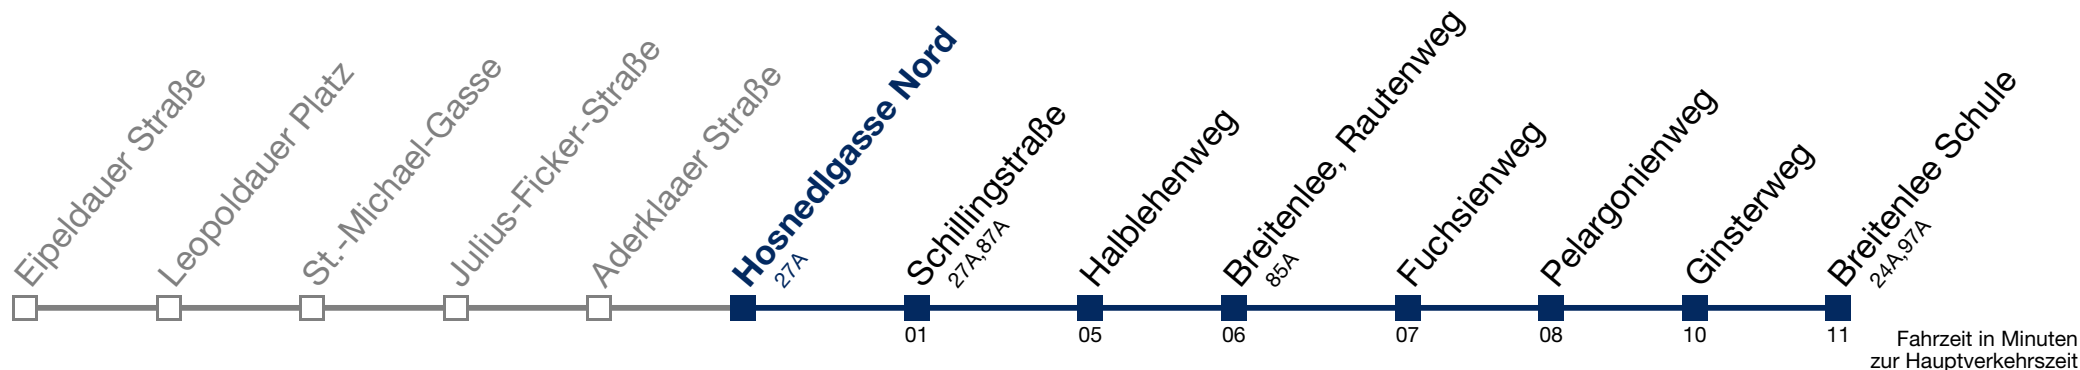 Eipeldauer Straße
Leopoldauer Platz
St.-Michael-Gasse
Julius-Ficker-Straße
Aderklaaer Straße
Hosnedlgasse Nord
27A
Schillingstraße
27A,87A
01
Halblehenweg
05
Breitenlee, Rautenweg
85A
06
Fuchsienweg
07
Pelargonienweg
08
Ginsterweg
10
Breitenlee Schule
24A,97A
11
Fahrzeit in Minuten
zur Hauptverkehrszeit